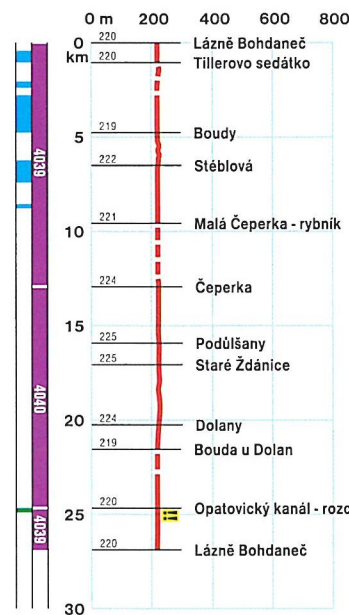 0 m 200 400 600 800
0
km
220 Lázně Bohdaneč
220 Tillerovo sedátko
219 Boudy
5
222 Stéblová
4039
221 Malá Čeperka - rybník
10
224 Čeperka
15
225 Podůlšany
225 Staré Ždánice
4040
20
224 Dolany
219 Bouda u Dolan
220 Opatovický kanál - rozc
25
!!
4039
220 Lázně Bohdaneč
30